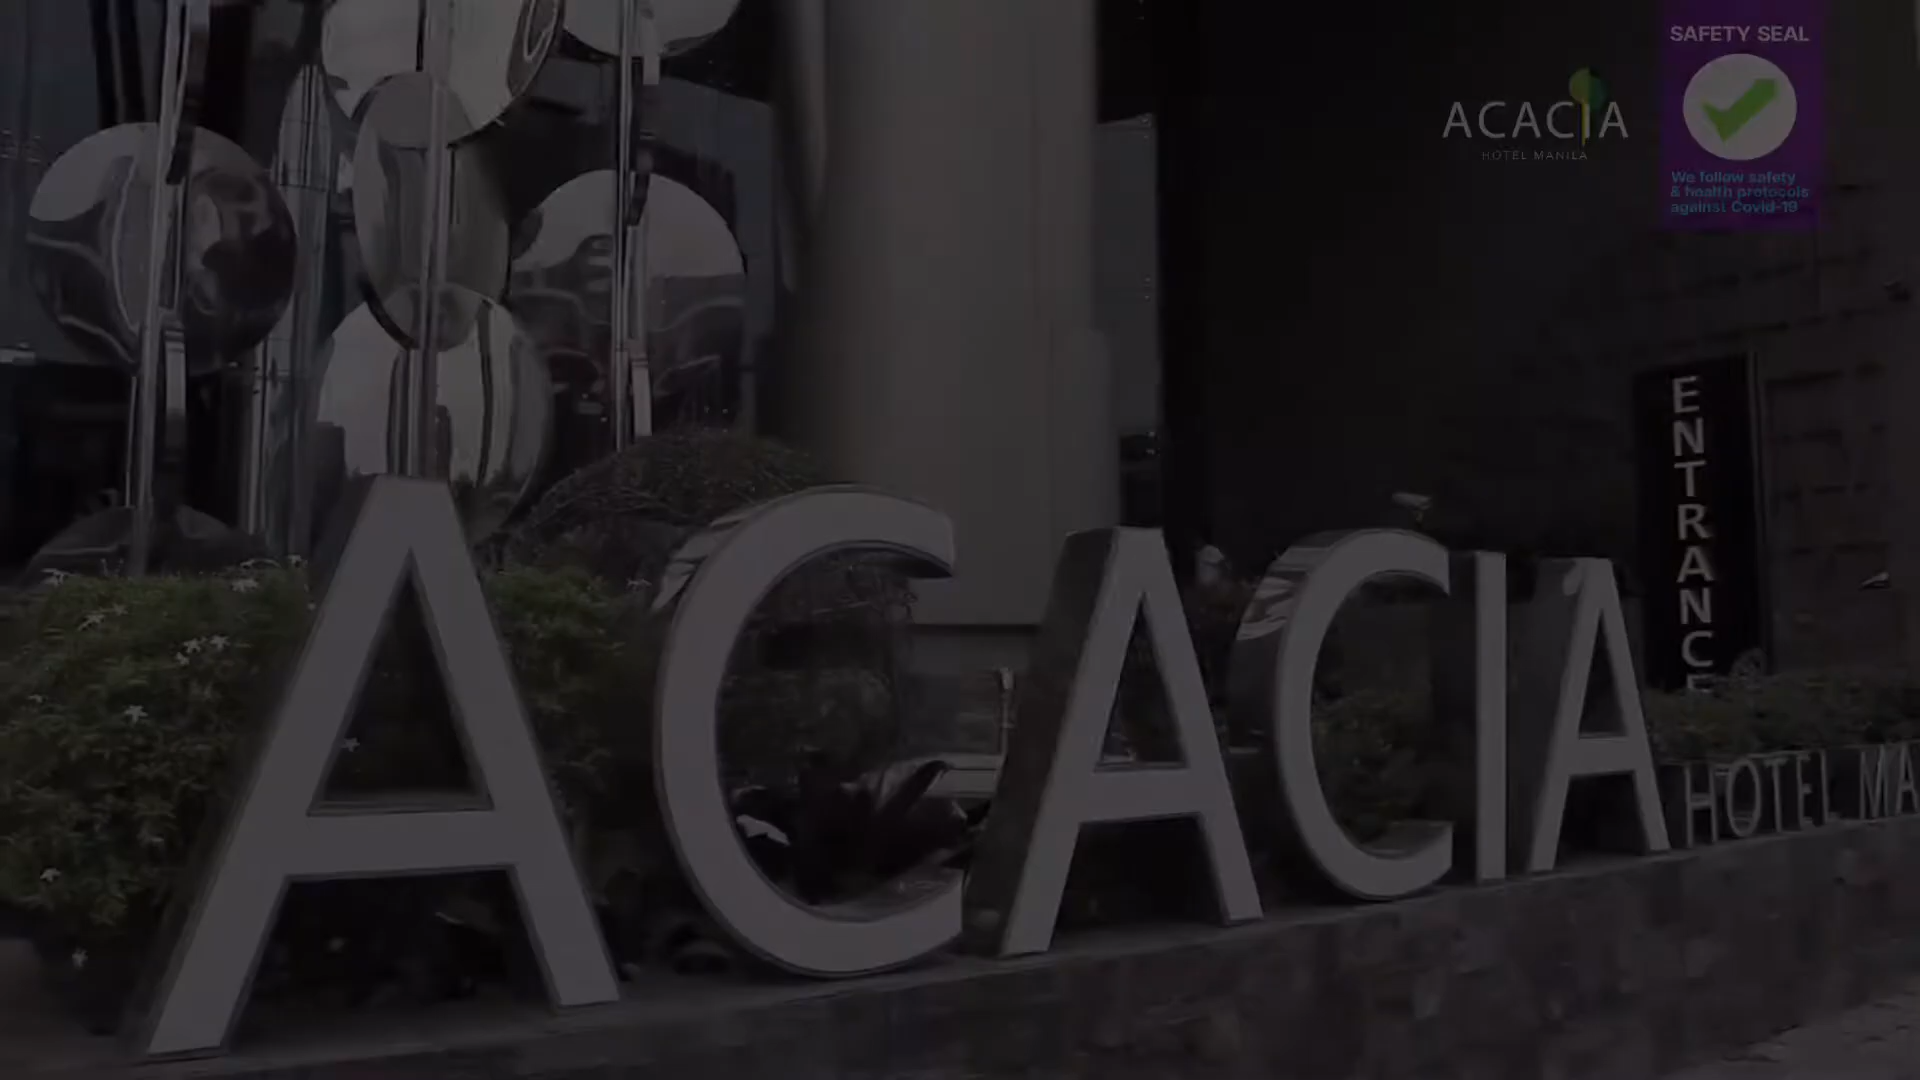 SAFETY SEAL
ACACIA
HOTEL MANILA
We follow safety
& health protocols
against Covid-19
ENTRANCE
ACACIA
HOTEL MA